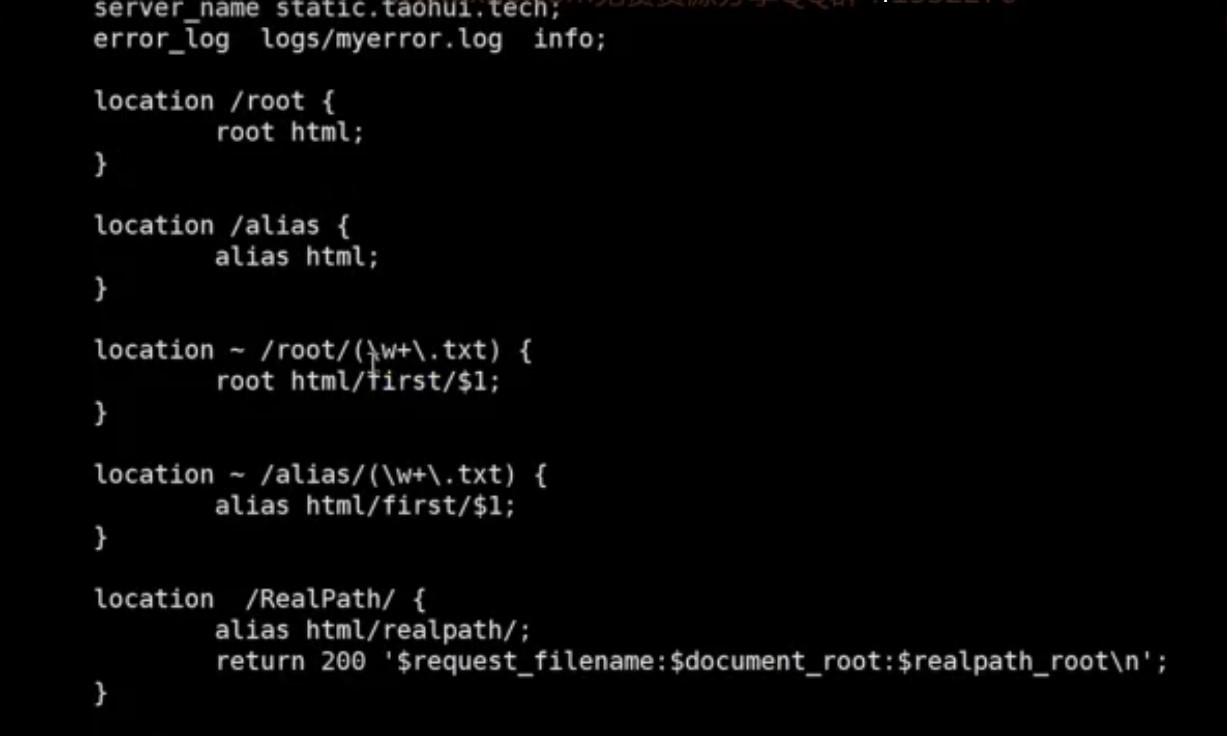 server_name static.taohui.tech;
error_log  logs/myerror.log  info;
location /root {
root html;
}
location /alias {
alias html;
}
location ~ /root/(\w+\.txt) {
root html/first/$1;
}
location ~ /alias/(\w+\.txt) {
alias html/first/$1;
}
location  /RealPath/ {
alias html/realpath/;
return 200 '$request_filename:$document_root:$realpath_root\n';
}